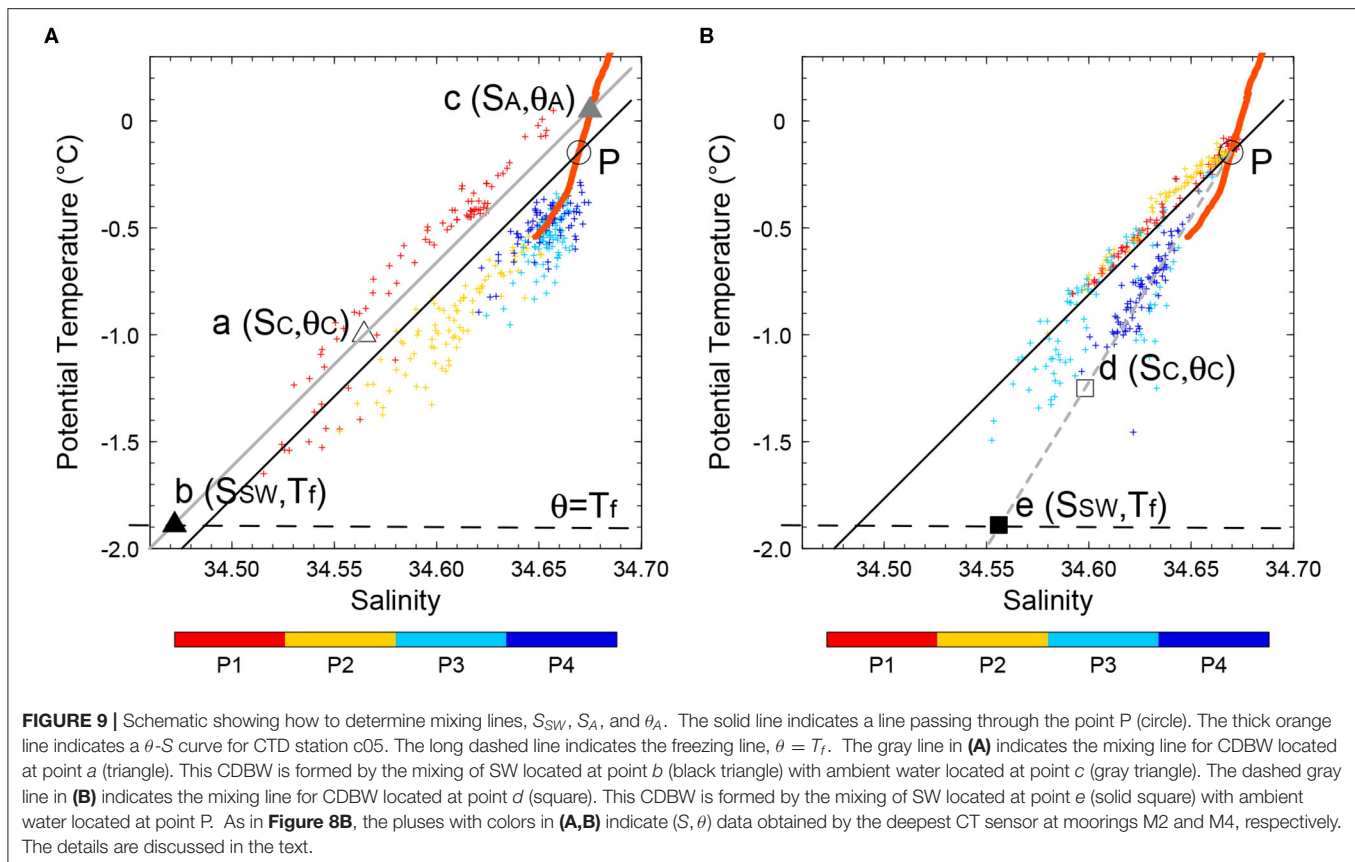 A
B
Potential Temperature (°C)
0
-0.5
-1.0
-1.5
-2.0
c (SA,θA)
P
a (SC,θC)
b (SSW,Tf)
θ=Tf
34.50 34.55 34.60 34.65 34.70
Salinity
P1 P2 P3 P4
Potential Temperature (°C)
0
-0.5
-1.0
-1.5
-2.0
P
d (SC,θC)
e (SSW,Tf)
34.50 34.55 34.60 34.65 34.70
Salinity
P1 P2 P3 P4
FIGURE 9 | Schematic showing how to determine mixing lines, SSW, SA, and θA. The solid line indicates a line passing through the point P (circle). The thick orange
line indicates a θ-S curve for CTD station c05. The long dashed line indicates the freezing line, θ = Tf. The gray line in (A) indicates the mixing line for CDBW located
at point a (triangle). This CDBW is formed by the mixing of SW located at point b (black triangle) with ambient water located at point c (gray triangle). The dashed gray
line in (B) indicates the mixing line for CDBW located at point d (square). This CDBW is formed by the mixing of SW located at point e (solid square) with ambient
water located at point P. As in Figure 8B, the pluses with colors in (A,B) indicate (S, θ) data obtained by the deepest CT sensor at moorings M2 and M4, respectively.
The details are discussed in the text.